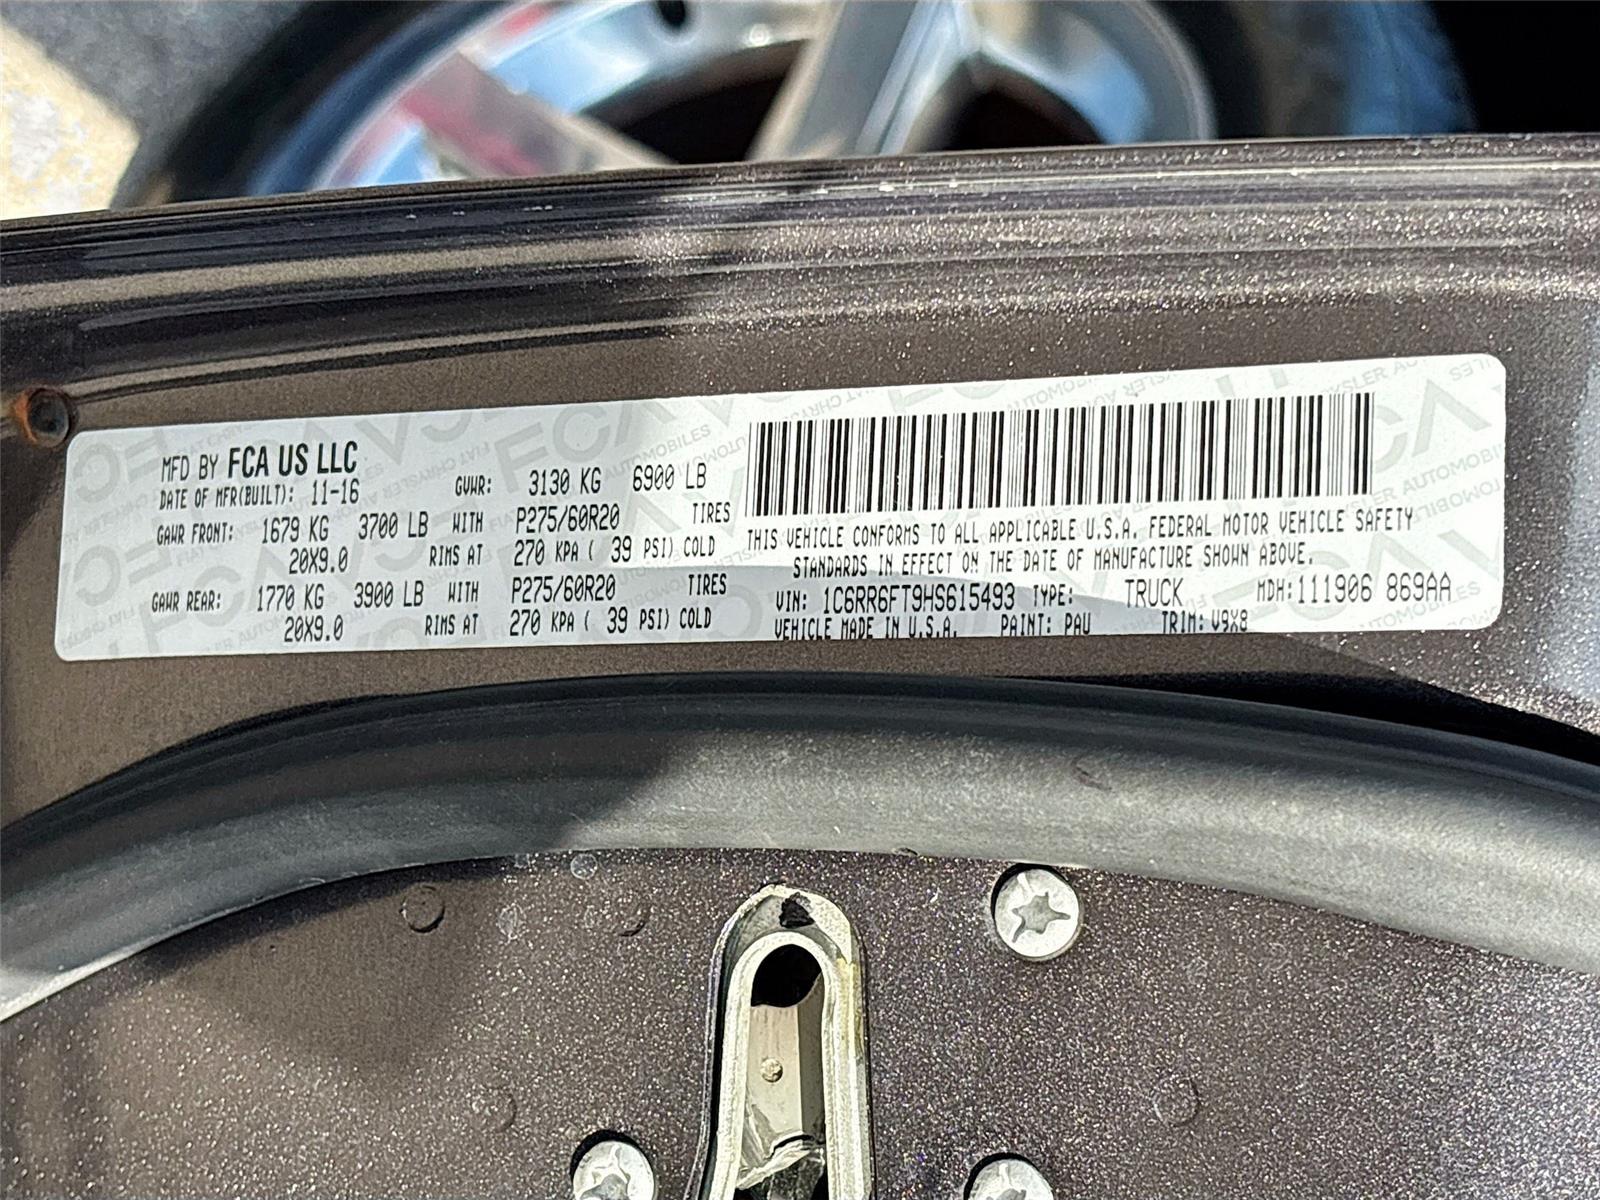 MFD BY FCA US LLC
DATE OF MFR(BUILT): 11-16 GVWR: 3130 KG 6900 LB
GAWR FRONT: 1679 KG 3700 LB WITH P275/60R20 TIRES
20X9.0 RIMS AT 270 KPA ( 39 PSI) COLD
GAWR REAR: 1770 KG 3900 LB WITH P275/60R20 TIRES
20X9.0 RIMS AT 270 KPA ( 39 PSI) COLD
THIS VEHICLE CONFORMS TO ALL APPLICABLE U.S.A. FEDERAL MOTOR VEHICLE SAFETY
STANDARDS IN EFFECT ON THE DATE OF MANUFACTURE SHOWN ABOVE.
VIN: 1C6RR6FT9HS615493 TYPE: TRUCK MDH:111906 869AA
VEHICLE MADE IN U.S.A. PAINT: PAU TRIM: V9X8